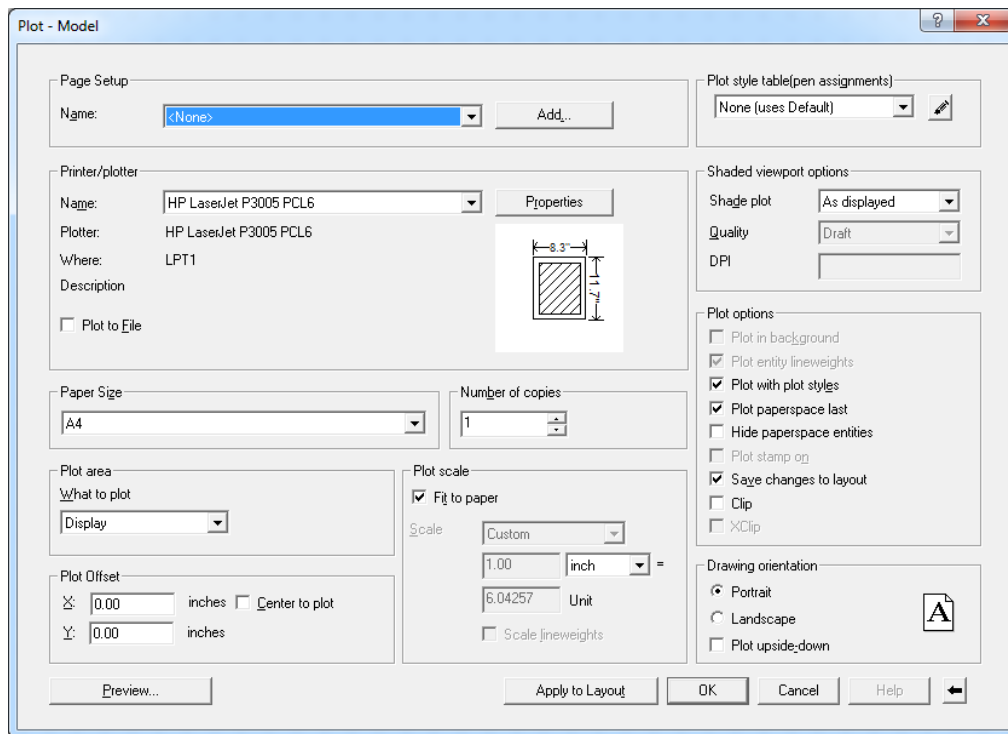 Plot - Model
Page Setup
Name:
<None>
Add...
Plot style table(pen assignments)
None (uses Default)
Printer/plotter
Name:
HP LaserJet P3005 PCL6
Properties
Plotter:
HP LaserJet P3005 PCL6
Where:
LPT1
Description
Plot to File
8.3"
11.7"
Shaded viewport options
Shade plot
As displayed
Quality
Draft
DPI
Paper Size
A4
Number of copies
1
Plot options
Plot in background
Plot entity lineweights
Plot with plot styles
Plot paperspace last
Hide paperspace entities
Plot stamp on
Save changes to layout
Clip
XClip
Plot area
What to plot
Display
Plot scale
Fit to paper
Scale
Custom
1.00
inch
=
6.04257
Unit
Scale lineweights
Plot Offset
X:
0.00
inches
Center to plot
Y:
0.00
inches
Drawing orientation
Portrait
Landscape
Plot upside-down
A
Preview...
Apply to Layout
OK
Cancel
Help